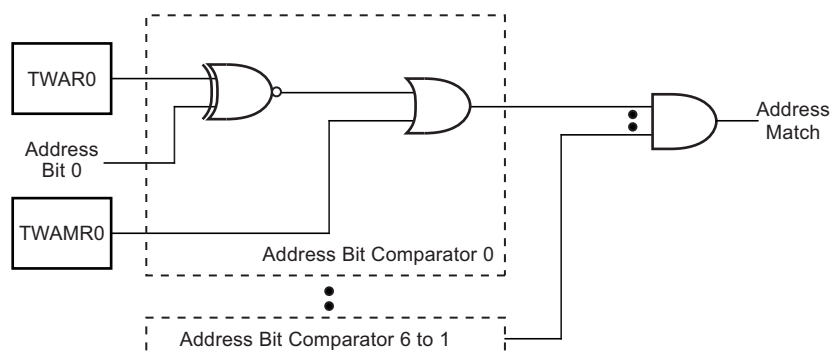 TWAR0
Address
Bit 0
TWAMR0
Address
Match
Address Bit Comparator 0
Address Bit Comparator 6 to 1